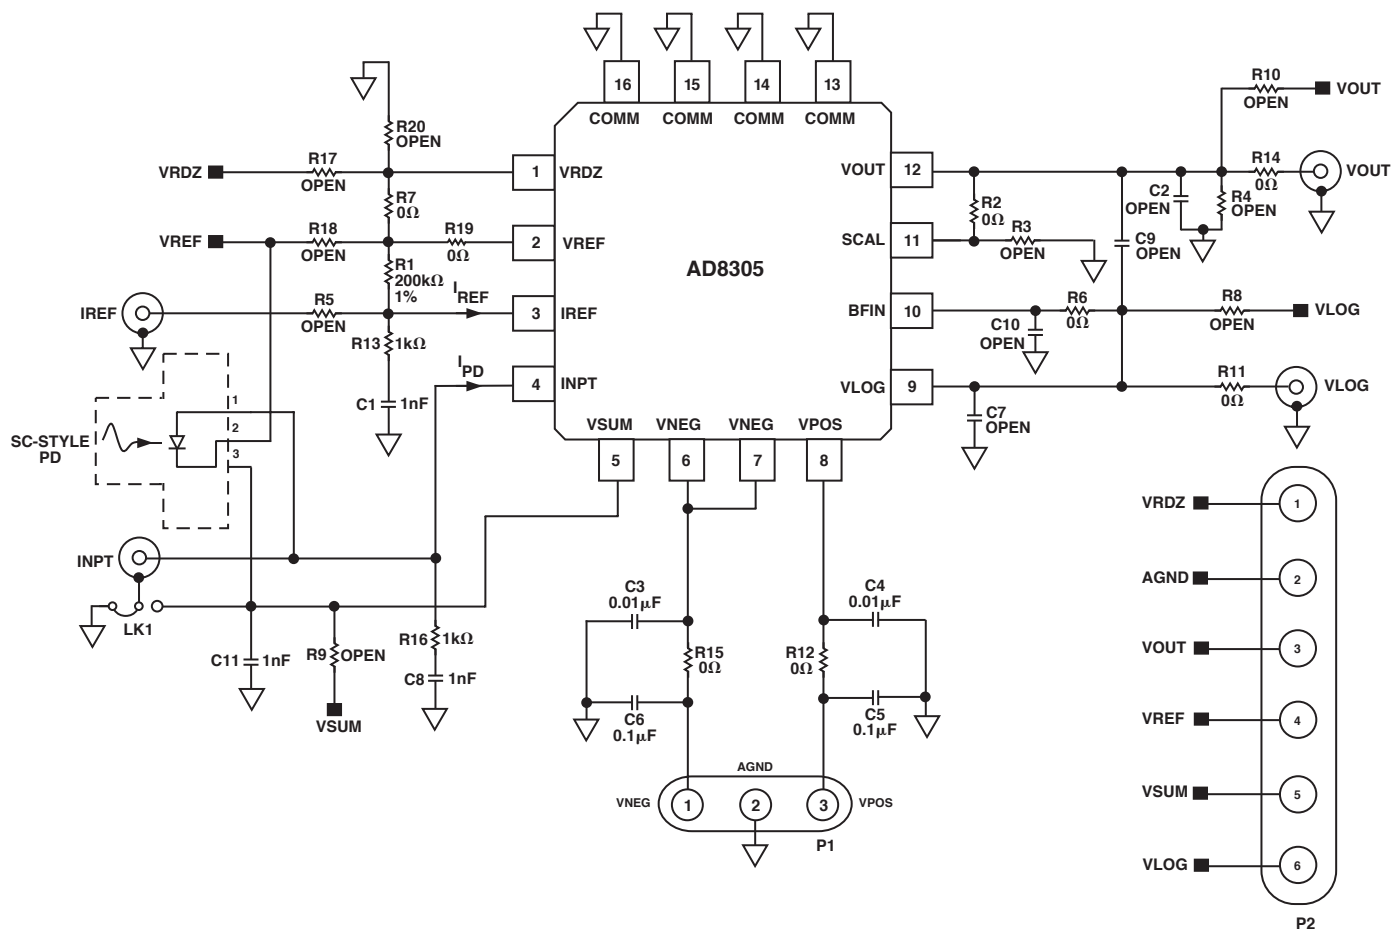 16
15
14
13
COMM
COMM
COMM
COMM
R20
OPEN
R17
OPEN
VRDZ
1
VRDZ
R7
0Ω
VREF
R18
OPEN
R19
0Ω
2
VREF
R1
200kΩ
1%
IREF
R5
OPEN
I REF
3
IREF
R13
1kΩ
I PD
4
INPT
C1
1nF
AD8305
VOUT
12
SCAL
11
BFIN
10
VLOG
9
VSUM
VNEG
VNEG
VPOS
5
6
7
8
R10
OPEN
VOUT
R14
0Ω
VOUT
C2
OPEN
R4
OPEN
R2
0Ω
R3
OPEN
C9
OPEN
R6
0Ω
C10
OPEN
R8
OPEN
VLOG
R11
0Ω
VLOG
C7
OPEN
SC-STYLE
PD
1
2
3
INPT
LK1
C11
1nF
R9
OPEN
VSUM
R16
1kΩ
C8
1nF
C3
0.01μF
C4
0.01μF
R15
0Ω
R12
0Ω
C6
0.1μF
C5
0.1μF
AGND
VNEG
1
2
3
VPOS
P1
VRDZ
1
AGND
2
VOUT
3
VREF
4
VSUM
5
VLOG
6
P2